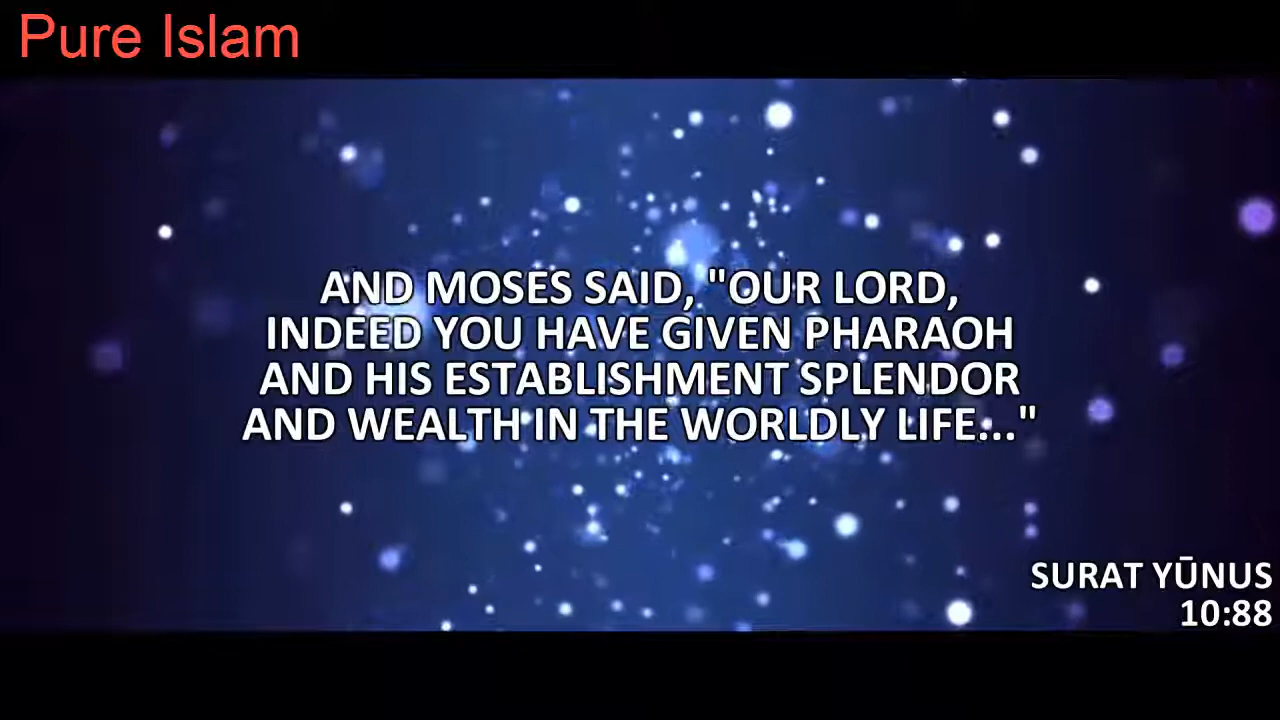 Pure Islam
AND MOSES SAID, "OUR LORD,
INDEED YOU HAVE GIVEN PHARAOH
AND HIS ESTABLISHMENT SPLENDOR
AND WEALTH IN THE WORLDLY LIFE..."
SURAT YŪNUS
10:88